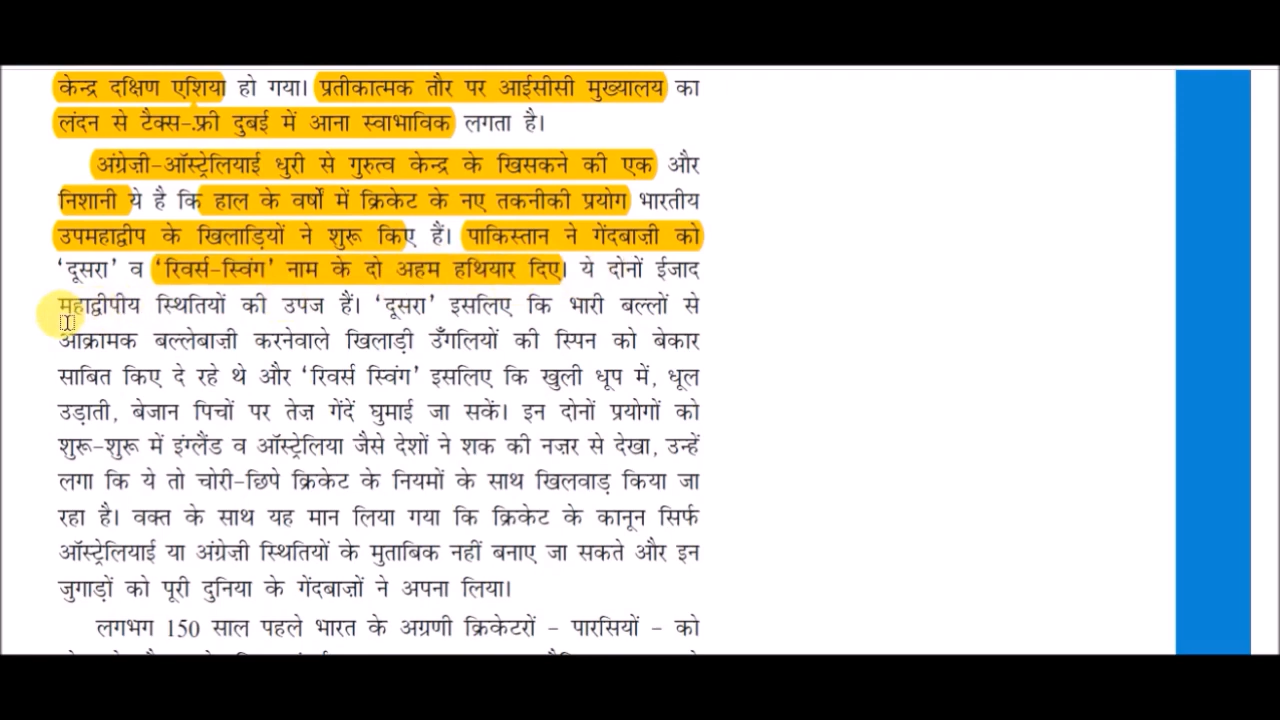 केन्द्र दक्षिण एशिया हो गया। प्रतीकात्मक तौर पर आईसीसी मुख्यालय का
लंदन से टैक्स-फ्री दुबई में आना स्वाभाविक लगता है।
अंग्रेज़ी-ऑस्ट्रेलियाई धुरी से गुरुत्व केन्द्र के खिसकने की एक और
निशानी ये है कि हाल के वर्षों में क्रिकेट के नए तकनीकी प्रयोग भारतीय
उपमहाद्वीप के खिलाड़ियों ने शुरू किए हैं। पाकिस्तान ने गेंदबाज़ी को
‘दूसरा’ व ‘रिवर्स-स्विंग’ नाम के दो अहम हथियार दिए। ये दोनों ईजाद
महाद्वीपीय स्थितियों की उपज हैं। ‘दूसरा’ इसलिए कि भारी बल्लों से
आक्रामक बल्लेबाज़ी करनेवाले खिलाड़ी उँगलियों की स्पिन को बेकार
साबित किए दे रहे थे और ‘रिवर्स स्विंग’ इसलिए कि खुली धूप में, धूल
उड़ाती, बेजान पिचों पर तेज़ गेंदें घुमाई जा सकें। इन दोनों प्रयोगों को
शुरू-शुरू में इंग्लैंड व ऑस्ट्रेलिया जैसे देशों ने शक की नज़र से देखा, उन्हें
लगा कि ये तो चोरी-छिपे क्रिकेट के नियमों के साथ खिलवाड़ किया जा
रहा है। वक्त के साथ यह मान लिया गया कि क्रिकेट के कानून सिर्फ
ऑस्ट्रेलियाई या अंग्रेज़ी स्थितियों के मुताबिक नहीं बनाए जा सकते और इन
जुगाड़ों को पूरी दुनिया के गेंदबाज़ों ने अपना लिया।
लगभग 150 साल पहले भारत के अग्रणी क्रिकेटरों - पारसियों - को